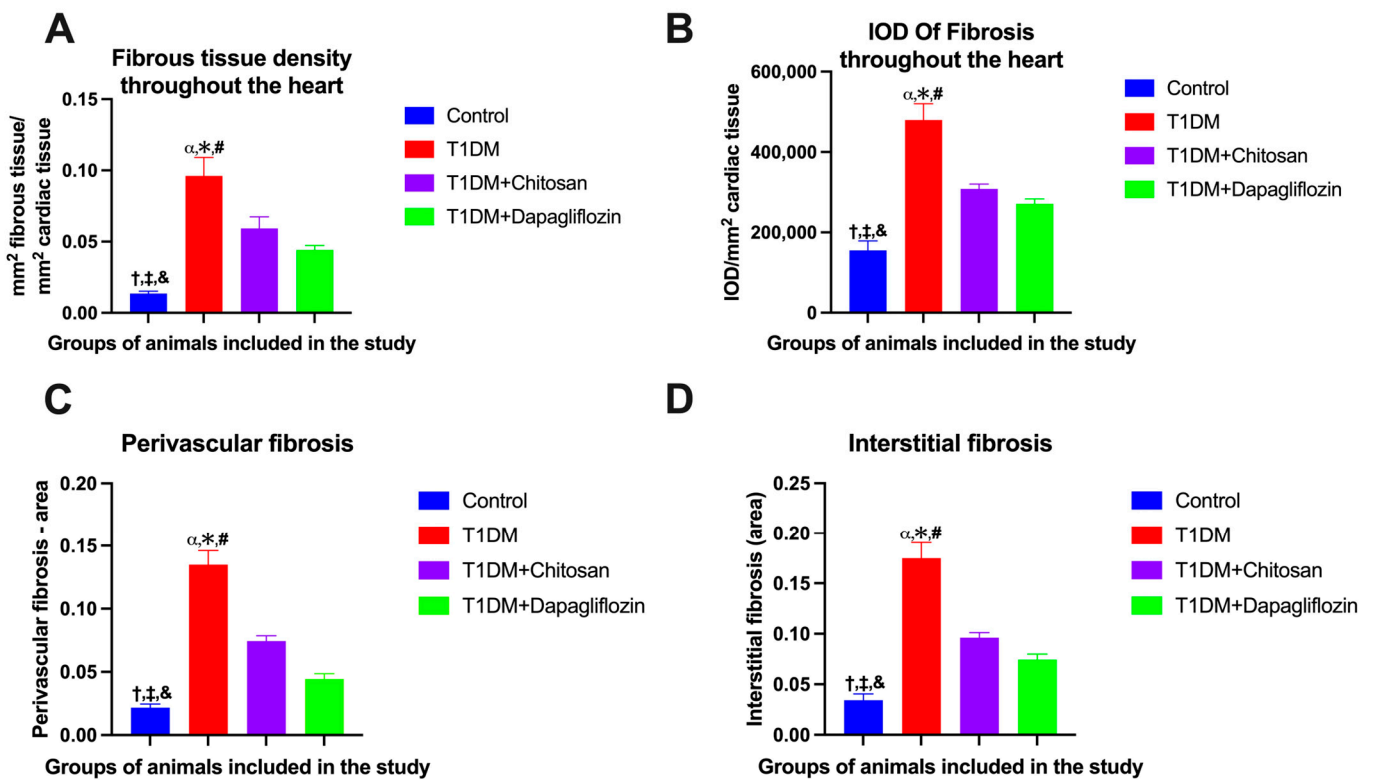 A
Fibrous tissue density
throughout the heart
mm² fibrous tissue/
mm² cardiac tissue
0.15
0.10
0.05
0.00
†,‡,&
α,*,#
Control
T1DM
T1DM+Chitosan
T1DM+Dapagliflozin
Groups of animals included in the study
B
IOD Of Fibrosis
throughout the heart
IOD/mm² cardiac tissue
600,000
400,000
200,000
0
†,‡,&
α,*,#
Control
T1DM
T1DM+Chitosan
T1DM+Dapagliflozin
Groups of animals included in the study
C
Perivascular fibrosis
Perivascular fibrosis - area
0.20
0.15
0.10
0.05
0.00
†,‡,&
α,*,#
Control
T1DM
T1DM+Chitosan
T1DM+Dapagliflozin
Groups of animals included in the study
D
Interstitial fibrosis
Interstitial fibrosis (area)
0.25
0.20
0.15
0.10
0.05
0.00
†,‡,&
α,*,#
Control
T1DM
T1DM+Chitosan
T1DM+Dapagliflozin
Groups of animals included in the study